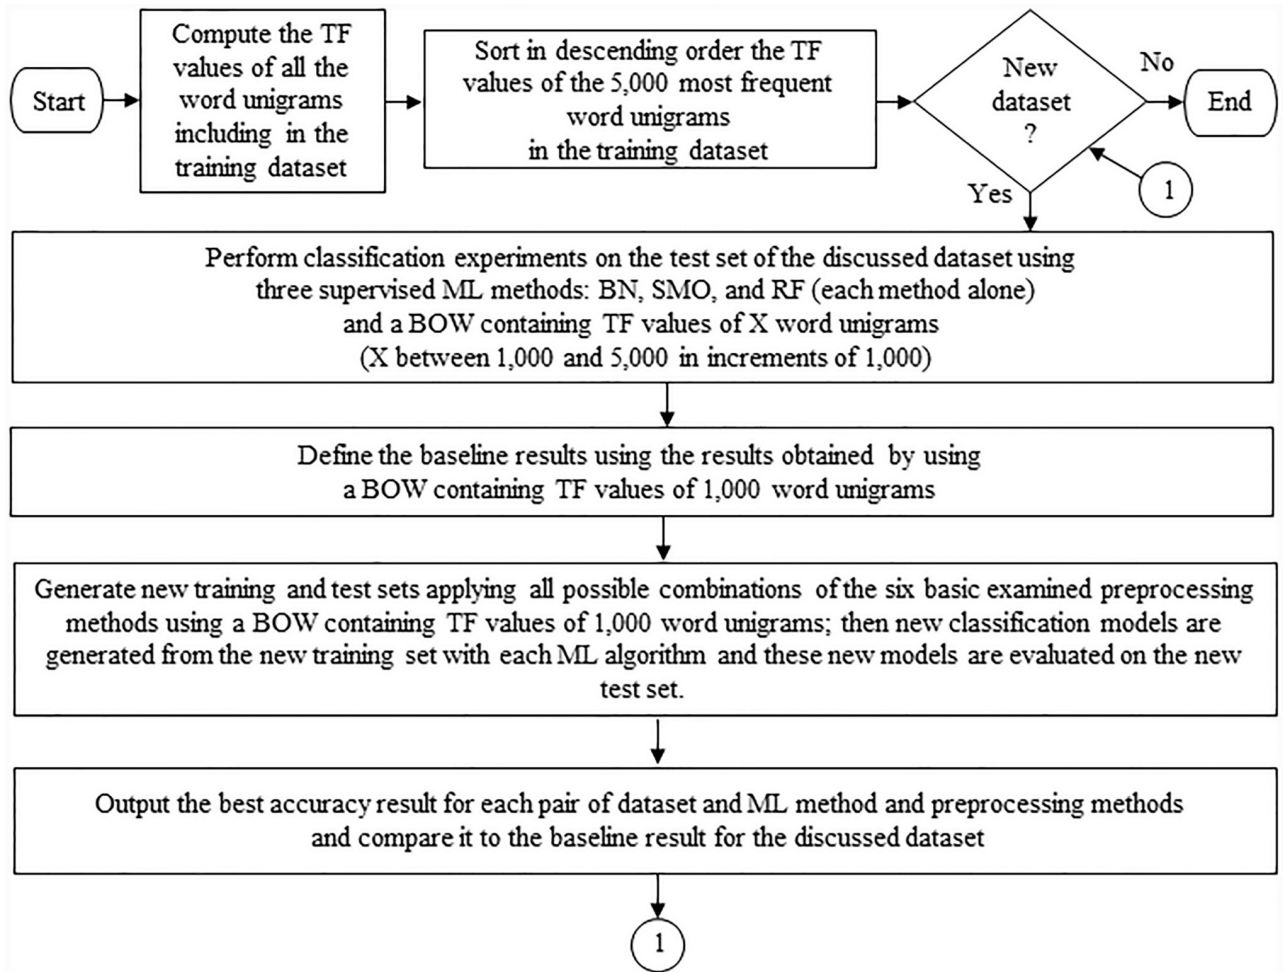 Start
Compute the TF
values of all the
word unigrams
including in the
training dataset
Sort in descending order the TF
values of the 5,000 most frequent
word unigrams
in the training dataset
New
dataset
?
No
End
1
Yes
Perform classification experiments on the test set of the discussed dataset using
three supervised ML methods: BN, SMO, and RF (each method alone)
and a BOW containing TF values of X word unigrams
(X between 1,000 and 5,000 in increments of 1,000)
Define the baseline results using the results obtained by using
a BOW containing TF values of 1,000 word unigrams
Generate new training and test sets applying all possible combinations of the six basic examined preprocessing
methods using a BOW containing TF values of 1,000 word unigrams; then new classification models are
generated from the new training set with each ML algorithm and these new models are evaluated on the new
test set.
Output the best accuracy result for each pair of dataset and ML method and preprocessing methods
and compare it to the baseline result for the discussed dataset
1